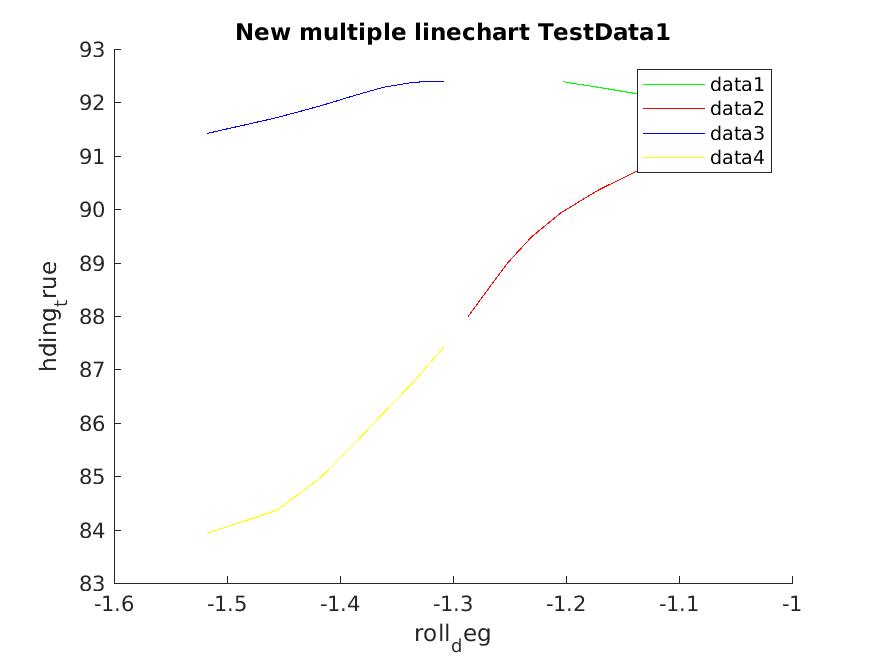 New multiple linechart TestData1
93
92
91
90
89
88
87
86
85
84
83
hding_true
data1
data2
data3
data4
-1.6 -1.5 -1.4 -1.3 -1.2 -1.1 -1
roll_deg